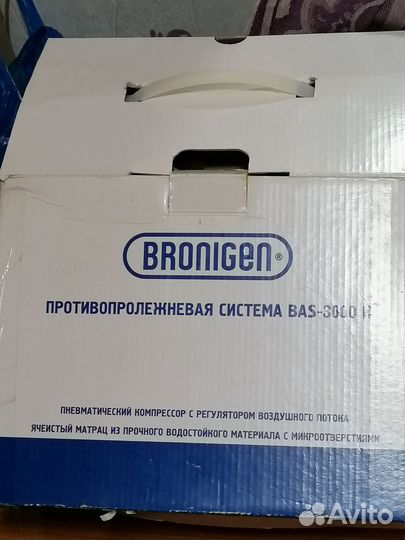 BRONIGEN®
ПРОТИВОПРОЛЕЖНЕВАЯ СИСТЕМА BAS-3000 H
ПНЕВМАТИЧЕСКИЙ КОМПРЕССОР С РЕГУЛЯТОРОМ ВОЗДУШНОГО ПОТОКА
ЯЧЕИСТЫЙ МАТРАЦ ИЗ ПРОЧНОГО ВОДОСТОЙКОГО МАТЕРИАЛА С МИКРООТВЕРСТИЯМИ
Avito